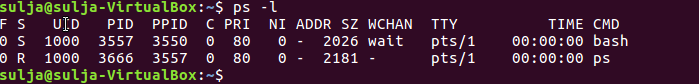 sulja@sulja-VirtualBox:~$ ps -l
F S   UID   PID  PPID  C PRI  NI ADDR SZ WCHAN  TTY          TIME CMD
0 S  1000  3557  3550  0  80   0 -  2026 wait   pts/1    00:00:00 bash
0 R  1000  3666  3557  0  80   0 -  2181 -      pts/1    00:00:00 ps
sulja@sulja-VirtualBox:~$